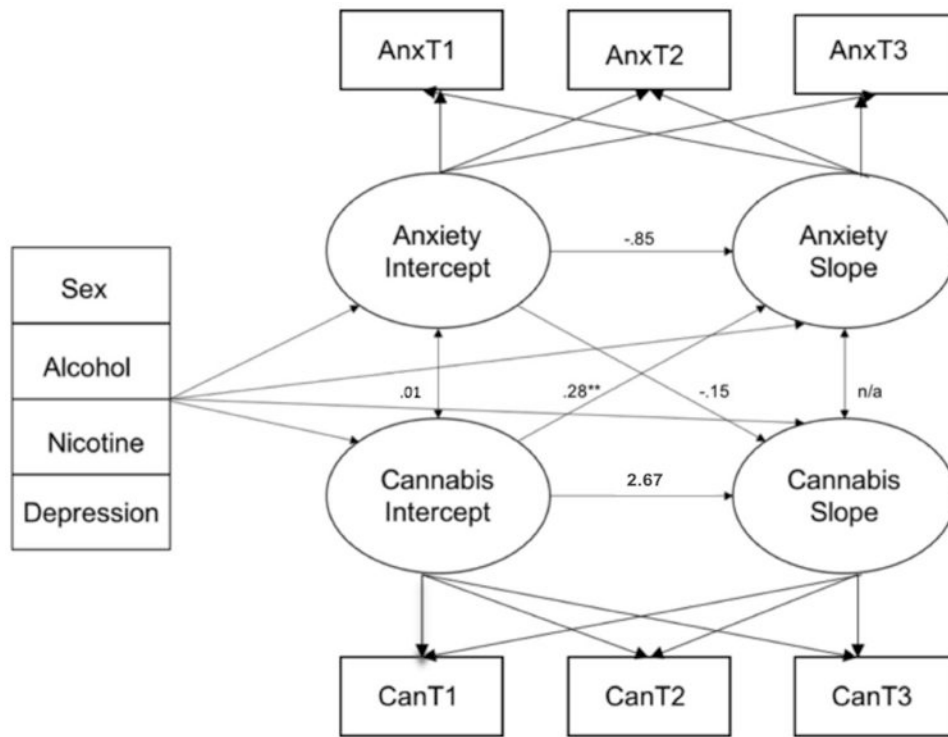 AnxT1
AnxT2
AnxT3
Anxiety
Intercept
-.85
Anxiety
Slope
Sex
Alcohol
Nicotine
Depression
.01
.28**
-.15
n/a
Cannabis
Intercept
2.67
Cannabis
Slope
CanT1
CanT2
CanT3